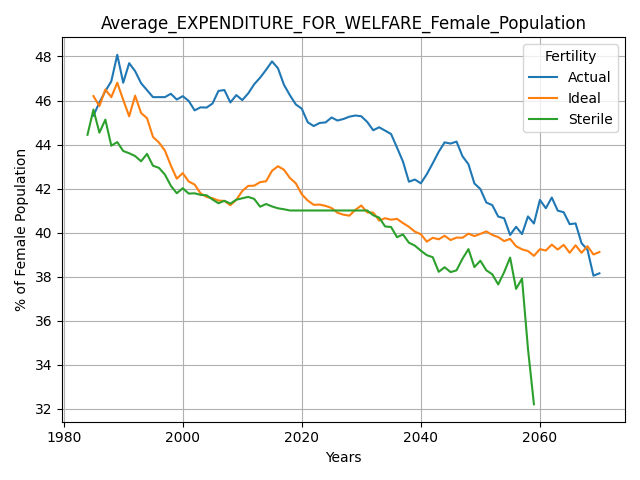 Average_EXPENDITURE_FOR_WELFARE_Female_Population
% of Female Population
48
46
44
42
40
38
36
34
32
Fertility
Actual
Ideal
Sterile
1980
2000
2020
2040
2060
Years